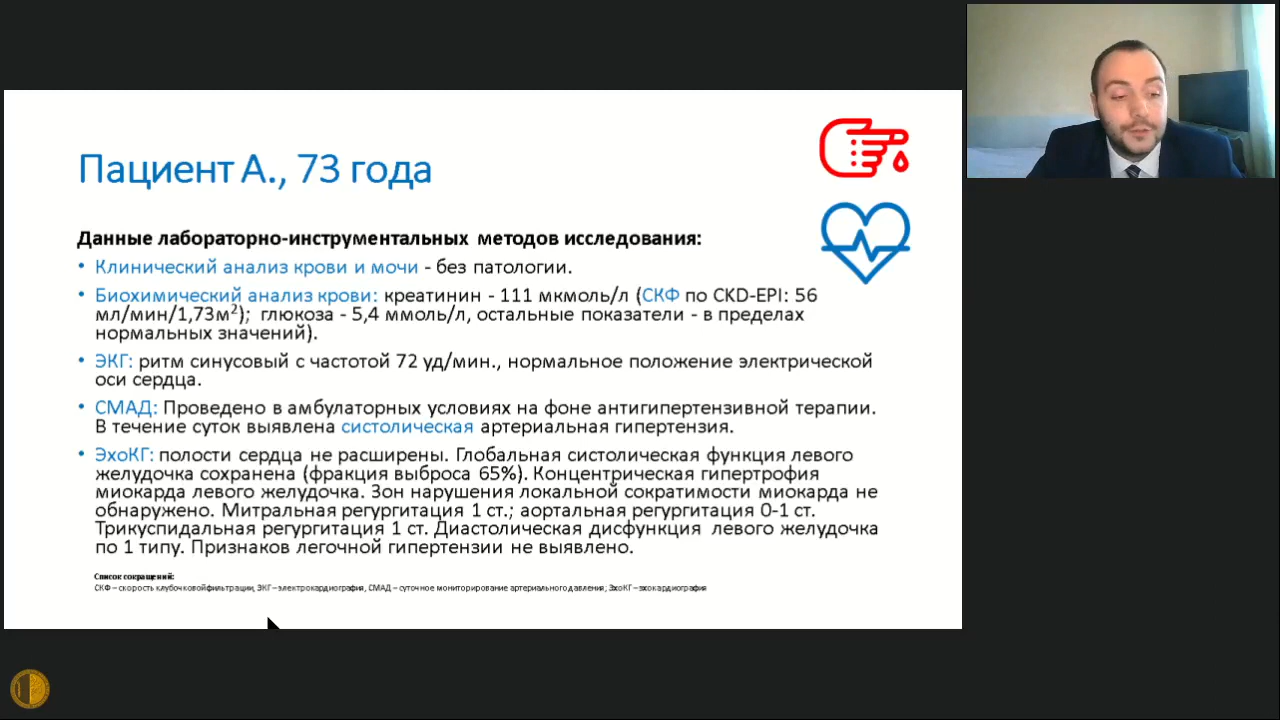 Пациент А., 73 года
Данные лабораторно-инструментальных методов исследования:
• Клинический анализ крови и мочи - без патологии.
• Биохимический анализ крови: креатинин - 111 мкмоль/л (СКФ по CKD-EPI: 56
мл/мин/1,73м²); глюкоза - 5,4 ммоль/л, остальные показатели - в пределах
нормальных значений).
• ЭКГ: ритм синусовый с частотой 72 уд/мин., нормальное положение электрической
оси сердца.
• СМАД: Проведено в амбулаторных условиях на фоне антигипертензивной терапии.
В течение суток выявлена систолическая артериальная гипертензия.
• ЭхоКГ: полости сердца не расширены. Глобальная систолическая функция левого
желудочка сохранена (фракция выброса 65%). Концентрическая гипертрофия
миокарда левого желудочка. Зон нарушения локальной сократимости миокарда не
обнаружено. Митральная регургитация 1 ст.; аортальная регургитация 0-1 ст.
Трикуспидальная регургитация 1 ст. Диастолическая дисфункция левого желудочка
по 1 типу. Признаков легочной гипертензии не выявлено.
Список сокращений:
СКФ – скорость клубочковой фильтрации, ЭКГ – электрокардиография, СМАД – суточное мониторирование артериального давления; ЭхоКГ – эхокардиография